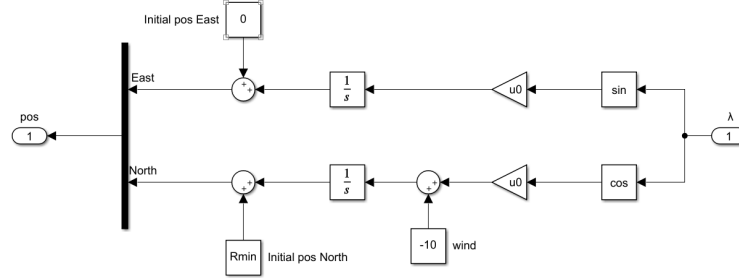 Initial pos East
0
East
+
+
1
s
u0
sin
pos
1
λ
1
North
+
+
1
s
+
+
u0
cos
Rmin
Initial pos North
-10
wind